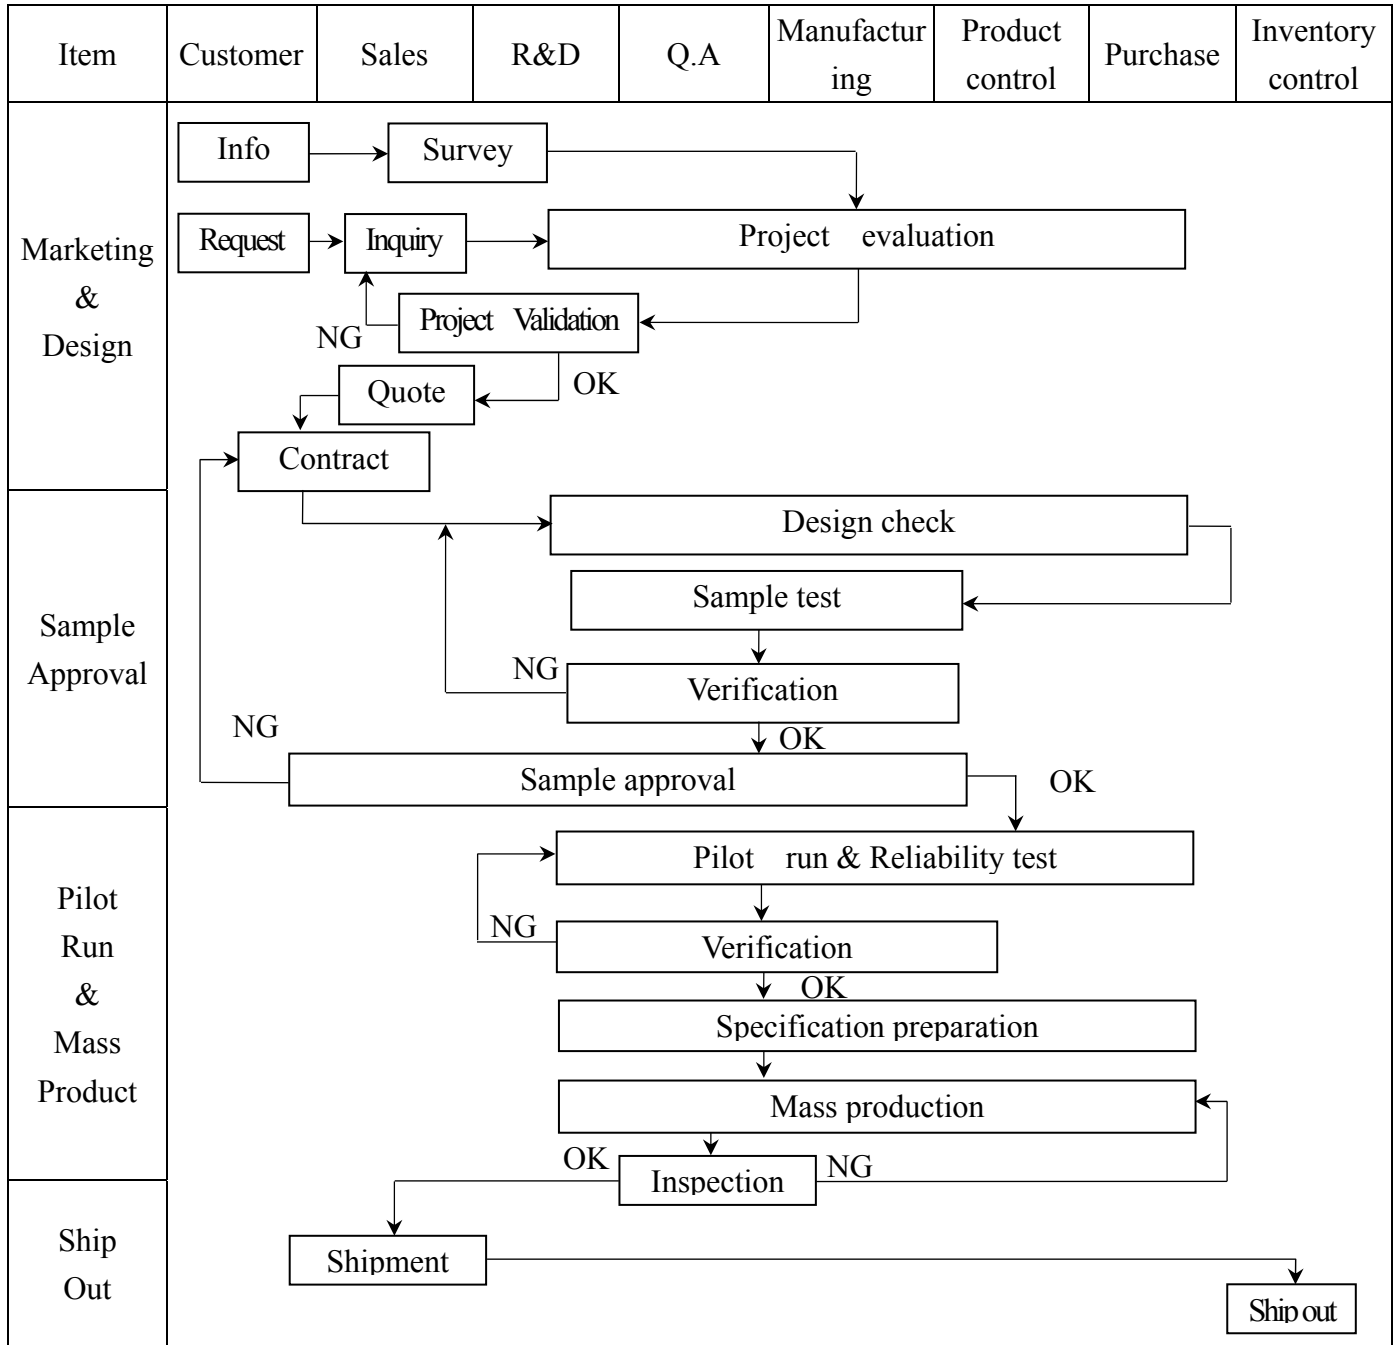 Item
Customer
Sales
R&D
Q.A
Manufactur
ing
Product
control
Purchase
Inventory
control
Marketing
&
Design
Info
Survey
Request
Inquiry
Project evaluation
NG
Project Validation
Quote
OK
Contract
Sample
Approval
Design check
Sample test
NG
Verification
NG
OK
Sample approval
OK
Pilot
Run
&
Mass
Product
Pilot run & Reliability test
NG
Verification
OK
Specification preparation
Mass production
OK
Inspection
NG
Ship
Out
Shipment
Ship out